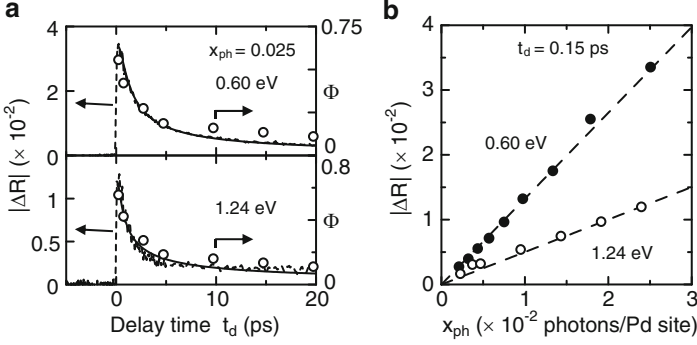 a
4
2
0
0.75
0
x_ph = 0.025
0.60 eV
Φ
|ΔR| (× 10⁻²)
1
0.5
0
0.8
0
1.24 eV
Φ
0
10
20
Delay time t_d (ps)
b
4
3
2
1
0
t_d = 0.15 ps
0.60 eV
1.24 eV
|ΔR| (× 10⁻²)
0
1
2
3
x_ph (× 10⁻² photons/Pd site)